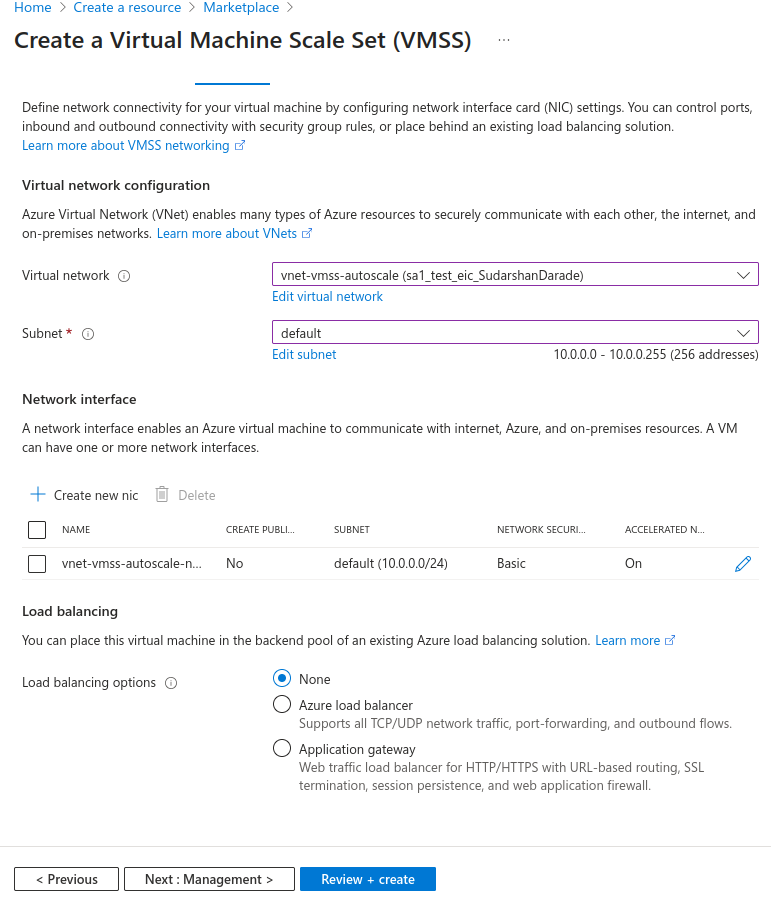 Home > Create a resource > Marketplace >
Create a Virtual Machine Scale Set (VMSS) ...
Define network connectivity for your virtual machine by configuring network interface card (NIC) settings. You can control ports,
inbound and outbound connectivity with security group rules, or place behind an existing load balancing solution.
Learn more about VMSS networking
Virtual network configuration
Azure Virtual Network (VNet) enables many types of Azure resources to securely communicate with each other, the internet, and
on-premises networks. Learn more about VNets
Virtual network
vnet-vmss-autoscale (sa1_test_eic_SudarshanDarade)
Edit virtual network
Subnet *
default
Edit subnet
10.0.0.0 - 10.0.0.255 (256 addresses)
Network interface
A network interface enables an Azure virtual machine to communicate with internet, Azure, and on-premises resources. A VM
can have one or more network interfaces.
Create new nic Delete
NAME CREATE PUBLI... SUBNET NETWORK SECURI... ACCELERATED N...
vnet-vmss-autoscale-n... No default (10.0.0.0/24) Basic On
Load balancing
You can place this virtual machine in the backend pool of an existing Azure load balancing solution. Learn more
Load balancing options
None
Azure load balancer
Supports all TCP/UDP network traffic, port-forwarding, and outbound flows.
Application gateway
Web traffic load balancer for HTTP/HTTPS with URL-based routing, SSL
termination, session persistence, and web application firewall.
< Previous Next : Management > Review + create